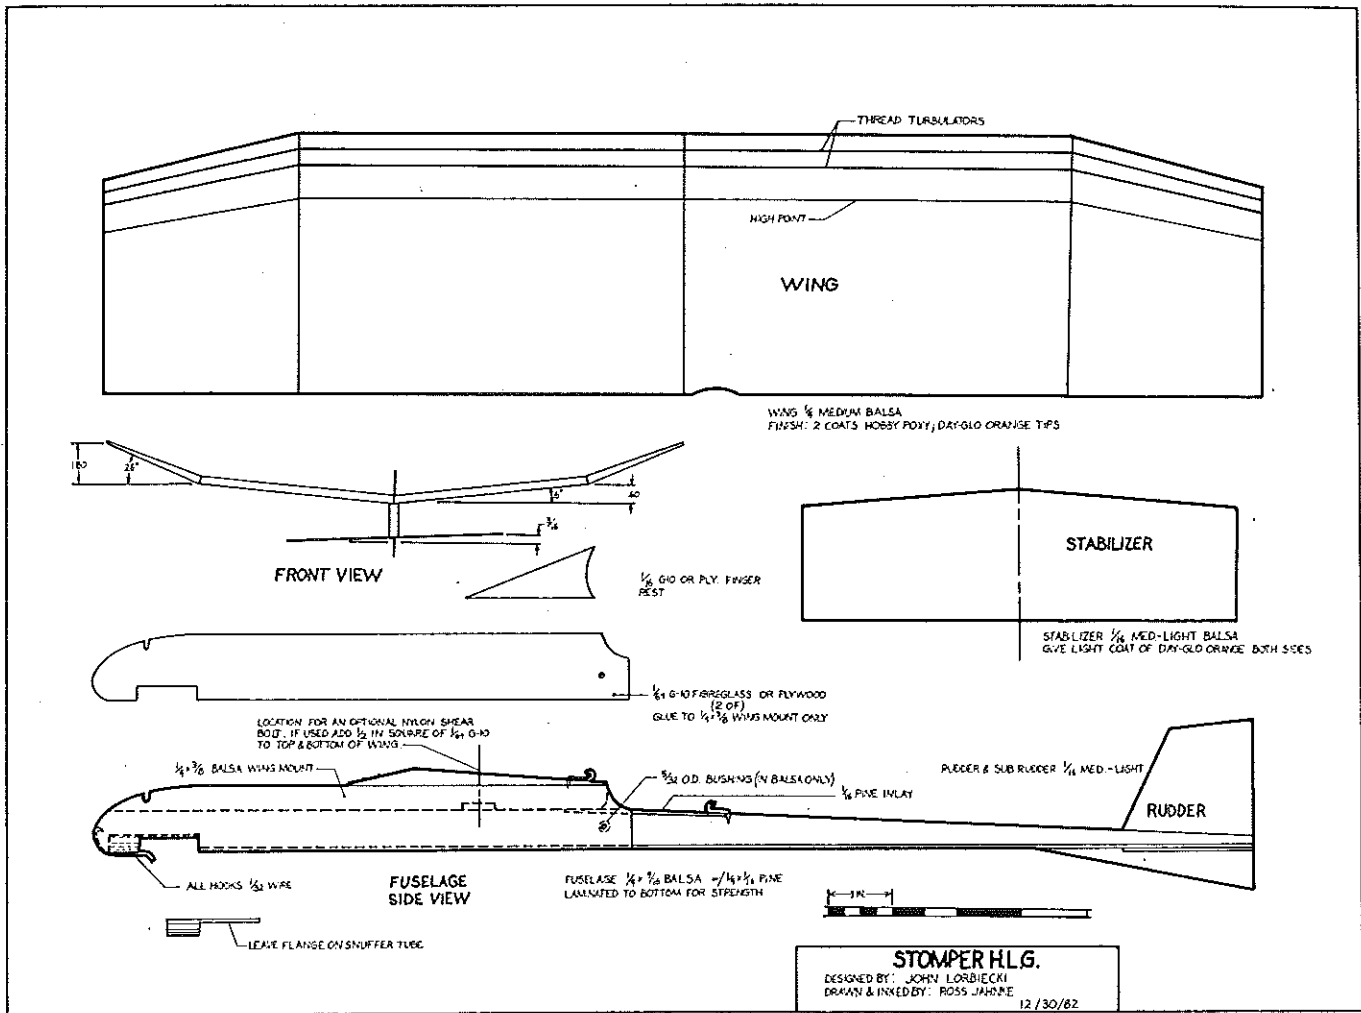 THREAD TURBULATORS
HIGH POINT
WING
WING 1/4 MEDIUM BALSA
FINISH: 2 COATS HOBBY POXY; DAY-GLO ORANGE TIPS
FRONT VIEW
3/16
1/16 G10 OR PLY. FINGER
REST
STABILIZER
STABILIZER 1/16 MED.-LIGHT BALSA
GIVE LIGHT COAT OF DAY-GLO ORANGE BOTH SIDES
1/64 G-10 FIBREGLASS OR PLYWOOD
(2 OF)
GLUE TO 1/4 x 3/8 WING MOUNT ONLY
LOCATION FOR AN OPTIONAL NYLON SHEAR
BOLT. IF USED ADD 1/2 IN SQUARE OF 1/64 G-10
TO TOP & BOTTOM OF WING.
1/4 x 3/8 BALSA WING MOUNT
5/32 O.D. BUSHING (IN BALSA ONLY)
1/16 PINE INLAY
RUDDER & SUB RUDDER 1/16 MED.-LIGHT
RUDDER
ALL HOOKS 1/32 WIRE
FUSELAGE
SIDE VIEW
FUSELAGE 1/4 x 9/16 BALSA w/ 1/4 x 1/16 PINE
LAMINATED TO BOTTOM FOR STRENGTH
1 IN.
LEAVE FLANGE ON SNUFFER TUBE
STOMPER H.L.G.
DESIGNED BY: JOHN LORBIECKI
DRAWN & INKED BY: ROSS JAHNKE
12/30/82